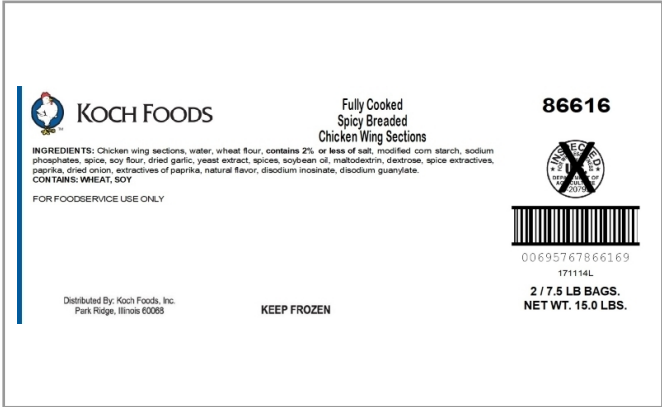 KOCH FOODS
TM
Fully Cooked
Spicy Breaded
Chicken Wing Sections
INGREDIENTS: Chicken wing sections, water, wheat flour, contains 2% or less of salt, modified corn starch, sodium
phosphates, spice, soy flour, dried garlic, yeast extract, spices, soybean oil, maltodextrin, dextrose, spice extractives,
paprika, dried onion, extractives of paprika, natural flavor, disodium inosinate, disodium guanylate.
CONTAINS: WHEAT, SOY
FOR FOODSERVICE USE ONLY
Distributed By: Koch Foods, Inc.
Park Ridge, Illinois 60068
KEEP FROZEN
86616
00695767866169
171114L
2 / 7.5 LB BAGS.
NET WT. 15.0 LBS.